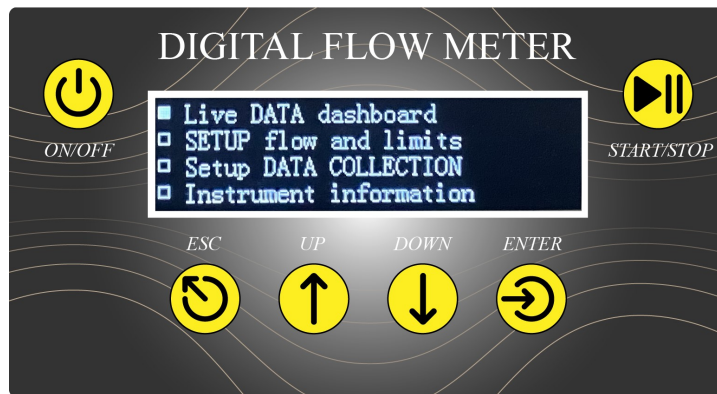 DIGITAL FLOW METER
ON/OFF
Live DATA dashboard
SETUP flow and limits
Setup DATA COLLECTION
Instrument information
START/STOP
ESC UP DOWN ENTER